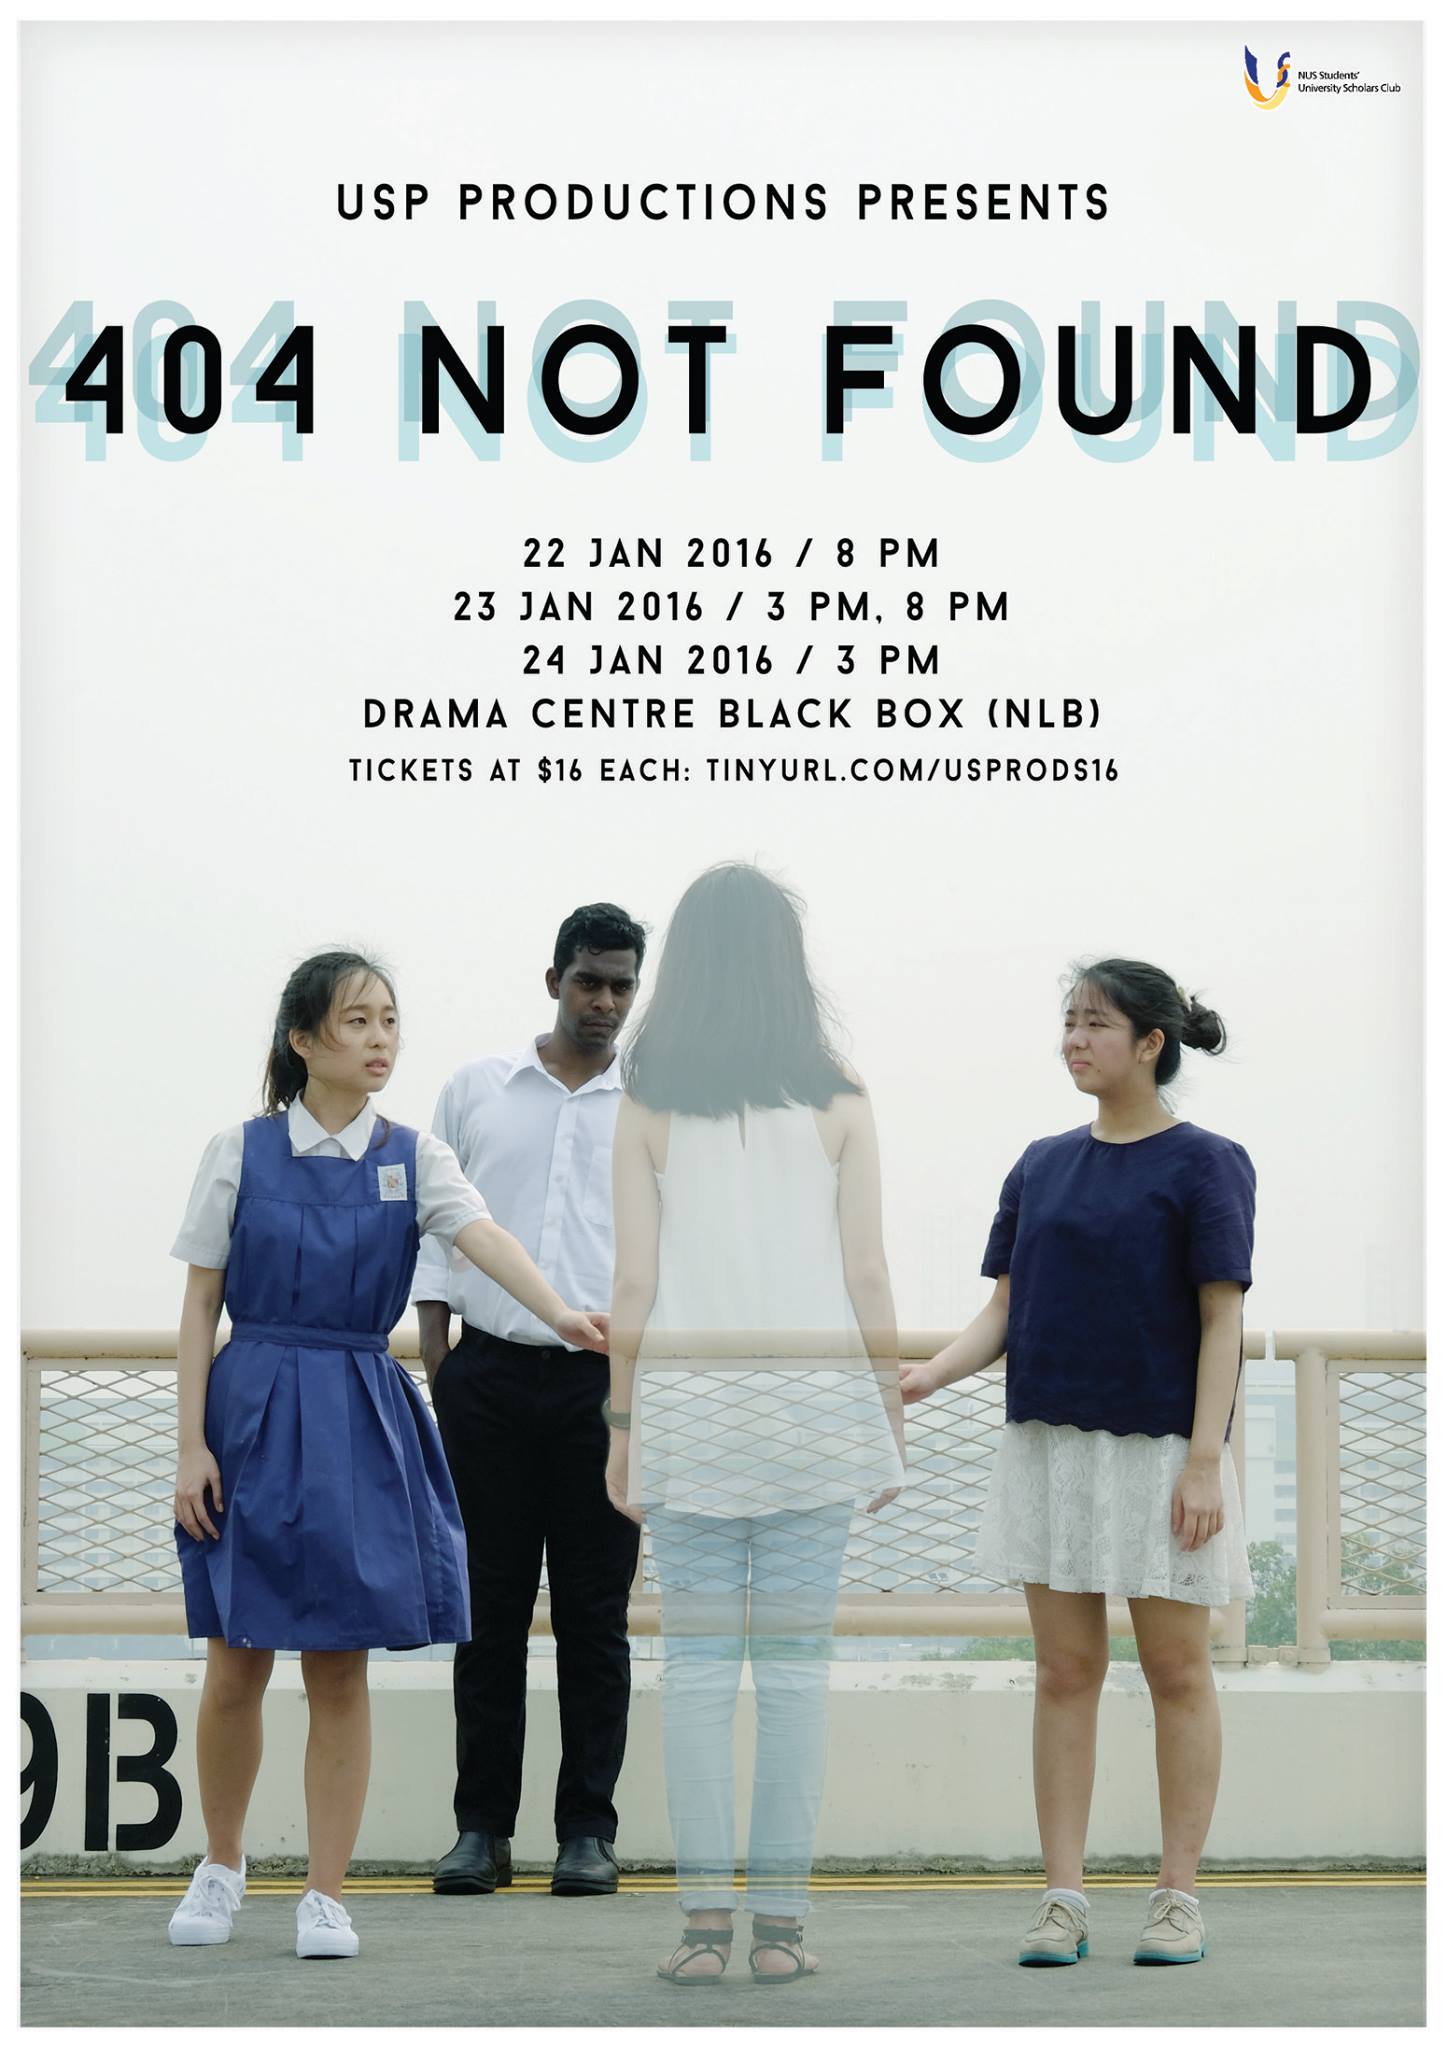 NUS Students'
University Scholars Club
USP PRODUCTIONS PRESENTS
404 NOT FOUND
22 JAN 2016 / 8 PM
23 JAN 2016 / 3 PM, 8 PM
24 JAN 2016 / 3 PM
DRAMA CENTRE BLACK BOX (NLB)
TICKETS AT $16 EACH: TINYURL.COM/USPRODS16
9B